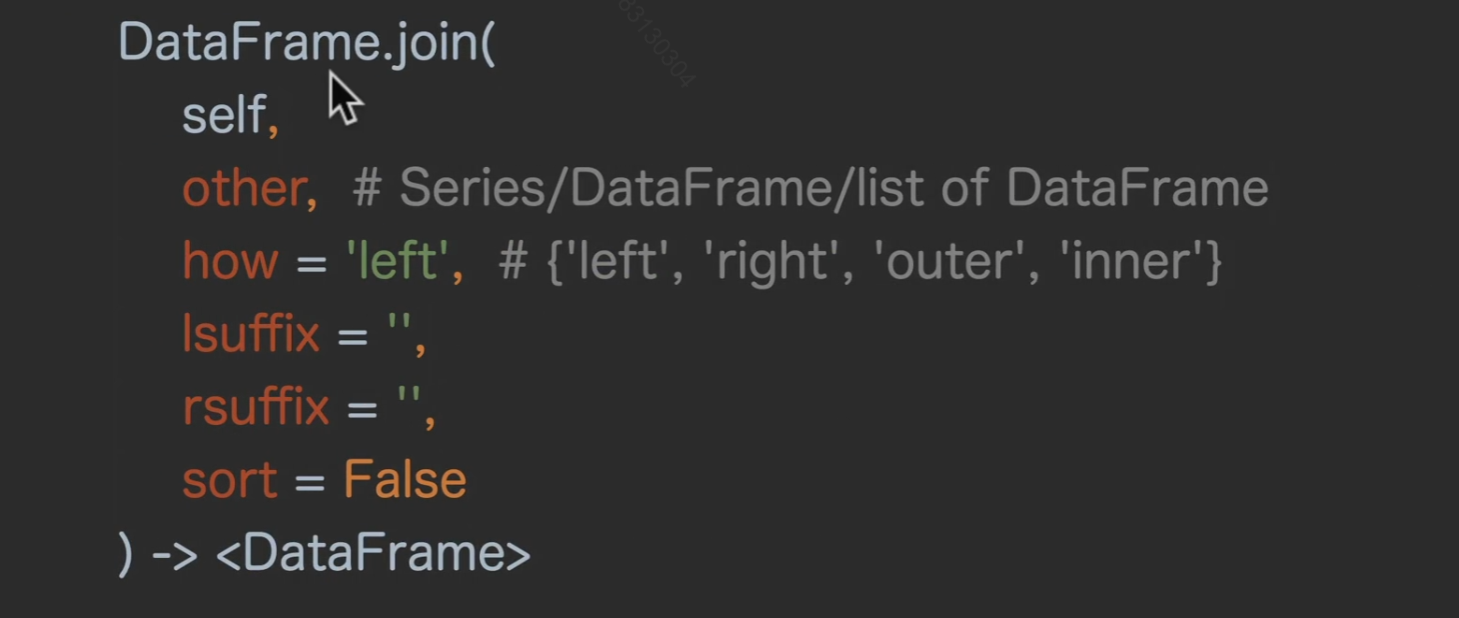 DataFrame.join(
self,
other,  # Series/DataFrame/list of DataFrame
how = 'left',  # {'left', 'right', 'outer', 'inner'}
lsuffix = '',
rsuffix = '',
sort = False
) -> <DataFrame>
83130304